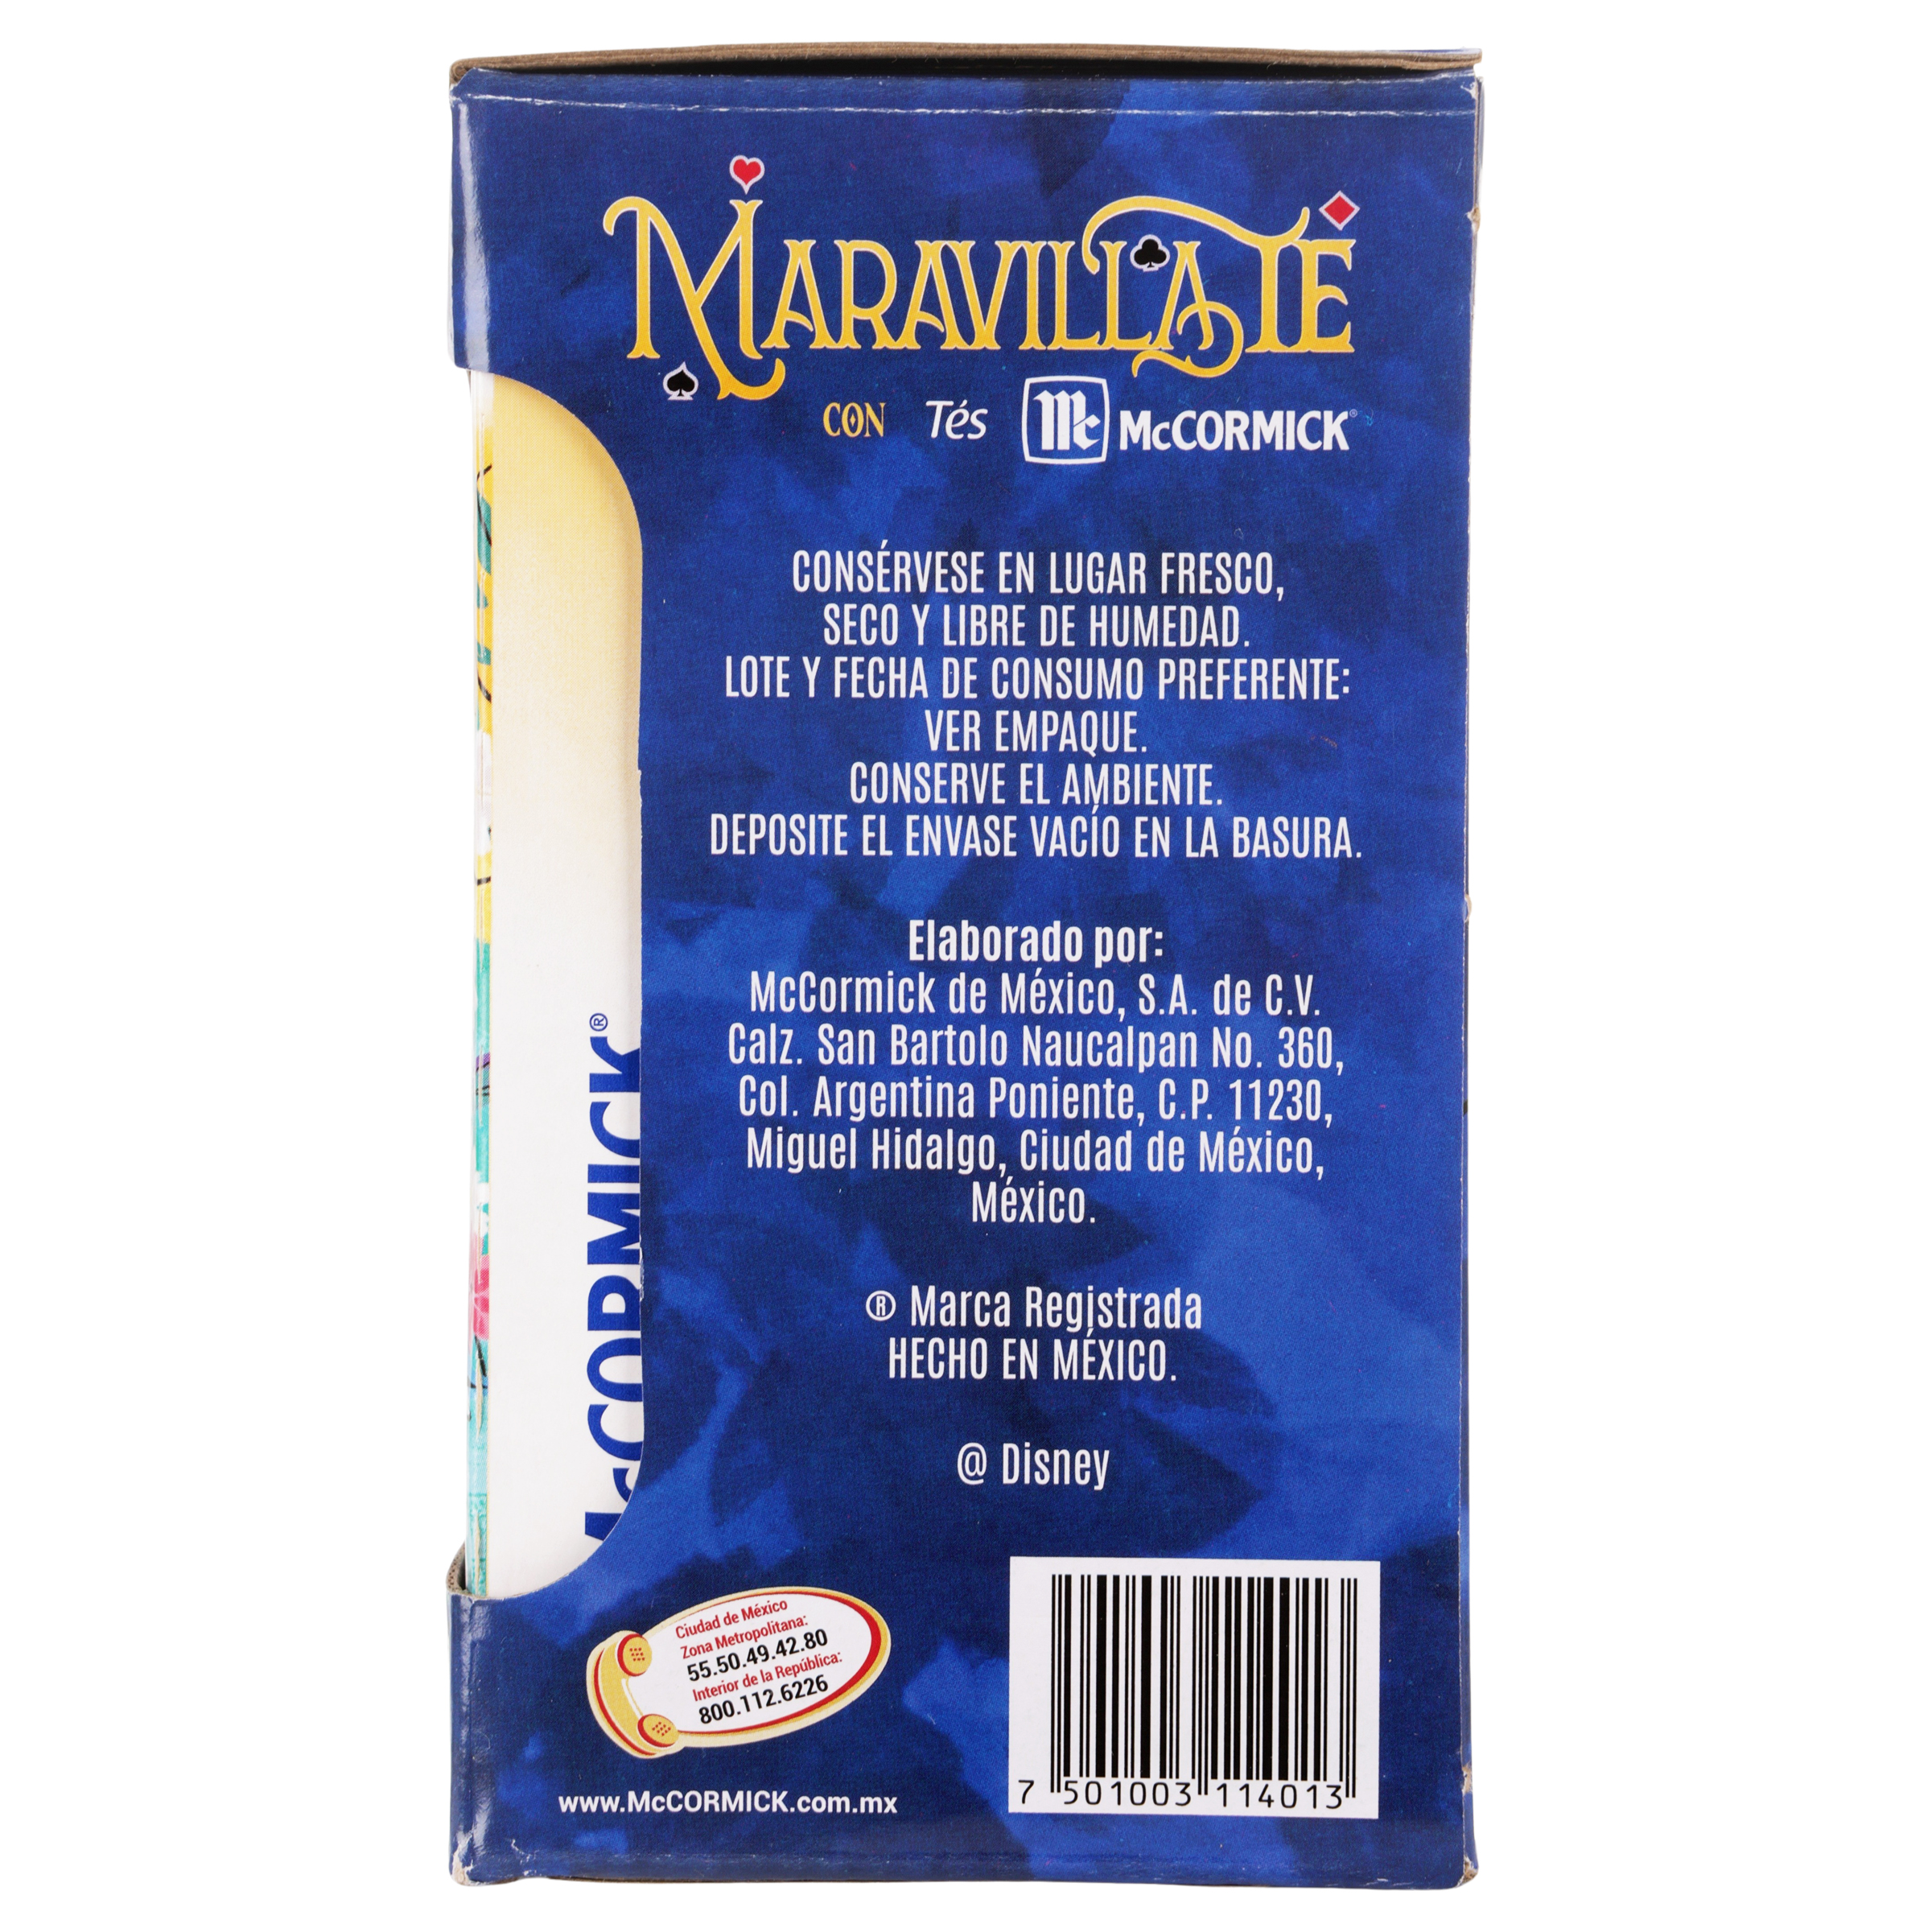 MARAVILLATÉ
CON Tés Mc McCORMICK®
CONSÉRVESE EN LUGAR FRESCO,
SECO Y LIBRE DE HUMEDAD.
LOTE Y FECHA DE CONSUMO PREFERENTE:
VER EMPAQUE.
CONSERVE EL AMBIENTE.
DEPOSITE EL ENVASE VACÍO EN LA BASURA.
Elaborado por:
McCormick de México, S.A. de C.V.
Calz. San Bartolo Naucalpan No. 360,
Col. Argentina Poniente, C.P. 11230,
Miguel Hidalgo, Ciudad de México,
México.
® Marca Registrada
HECHO EN MÉXICO.
@ Disney
McCORMICK®
Ciudad de México
Zona Metropolitana:
55.50.49.42.80
Interior de la República:
800.112.6226
www.McCORMICK.com.mx
7 501003 114013